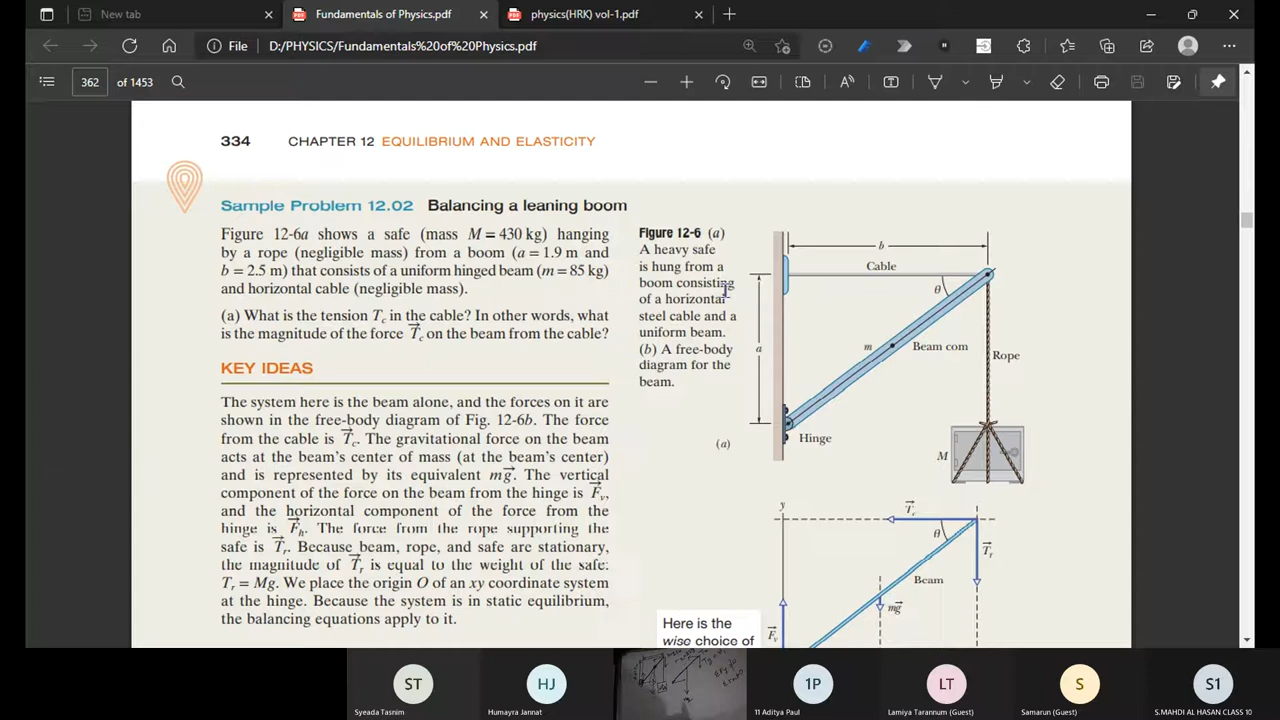 New tab
Fundamentals of Physics.pdf
physics(HRK) vol-1.pdf
File
D:/PHYSICS/Fundamentals%20of%20Physics.pdf
362 of 1453
334 CHAPTER 12 EQUILIBRIUM AND ELASTICITY
Sample Problem 12.02 Balancing a leaning boom
Figure 12-6a shows a safe (mass M = 430 kg) hanging
by a rope (negligible mass) from a boom (a = 1.9 m and
b = 2.5 m) that consists of a uniform hinged beam (m = 85 kg)
and horizontal cable (negligible mass).
(a) What is the tension Tc in the cable? In other words, what
is the magnitude of the force T⃗c on the beam from the cable?
KEY IDEAS
The system here is the beam alone, and the forces on it are
shown in the free-body diagram of Fig. 12-6b. The force
from the cable is T⃗c. The gravitational force on the beam
acts at the beam's center of mass (at the beam's center)
and is represented by its equivalent mg⃗. The vertical
component of the force on the beam from the hinge is F⃗v,
and the horizontal component of the force from the
hinge is F⃗h. The force from the rope supporting the
safe is T⃗r. Because beam, rope, and safe are stationary,
the magnitude of T⃗r is equal to the weight of the safe:
Tr = Mg. We place the origin O of an xy coordinate system
at the hinge. Because the system is in static equilibrium,
the balancing equations apply to it.
Figure 12-6 (a)
A heavy safe
is hung from a
boom consisting
of a horizontal
steel cable and a
uniform beam.
(b) A free-body
diagram for the
beam.
b
Cable
θ
a
m
Beam com
Rope
Hinge
(a)
M
y
T⃗c
θ
T⃗r
Beam
mg⃗
F⃗v
Here is the
wise choice of
ST
Syeada Tasnim
HJ
Humayra Jannat
1P
11 Aditya Paul
LT
Lamiya Tarannum (Guest)
S
Samarun (Guest)
S1
S.MAHDI AL HASAN CLASS 10